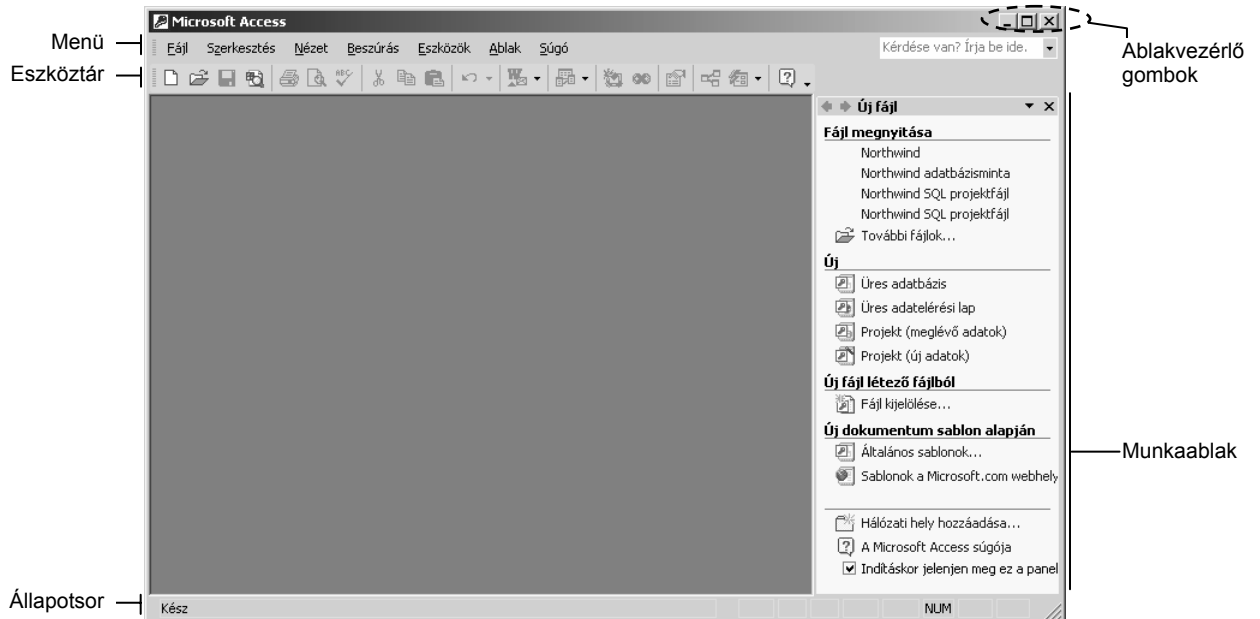 Microsoft Access
Menü
Fájl Szerkesztés Nézet Beszúrás Eszközök Ablak Súgó
Kérdése van? Írja be ide.
Ablakvezérlő
gombok
Eszköztár
Új fájl
Fájl megnyitása
Northwind
Northwind adatbázisminta
Northwind SQL projektfájl
Northwind SQL projektfájl
További fájlok...
Új
Üres adatbázis
Üres adatelérési lap
Projekt (meglévő adatok)
Projekt (új adatok)
Új fájl létező fájlból
Fájl kijelölése...
Új dokumentum sablon alapján
Általános sablonok...
Sablonok a Microsoft.com webhely
Munkaablak
Hálózati hely hozzáadása...
A Microsoft Access súgója
Indításkor jelenjen meg ez a panel
Állapotsor
Kész
NUM